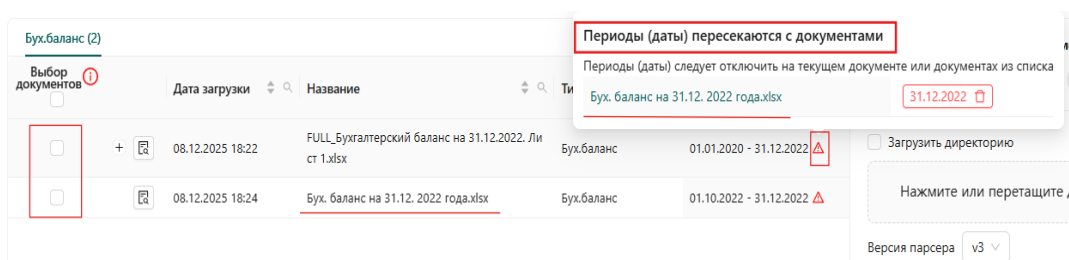 Бух.баланс (2)
Периоды (даты) пересекаются с документами
Периоды (даты) следует отключить на текущем документе или документах из списка
Бух. баланс на 31.12. 2022 года.xlsx
31.12.2022
Выбор
документов
Дата загрузки
Название
08.12.2025 18:22
FULL_Бухгалтерский баланс на 31.12.2022. Ли
ст 1.xlsx
Бух.баланс
01.01.2020 - 31.12.2022
Загрузить директорию
08.12.2025 18:24
Бух. баланс на 31.12. 2022 года.xlsx
Бух.баланс
01.10.2022 - 31.12.2022
Нажмите или перетащите
Версия парсера
v3